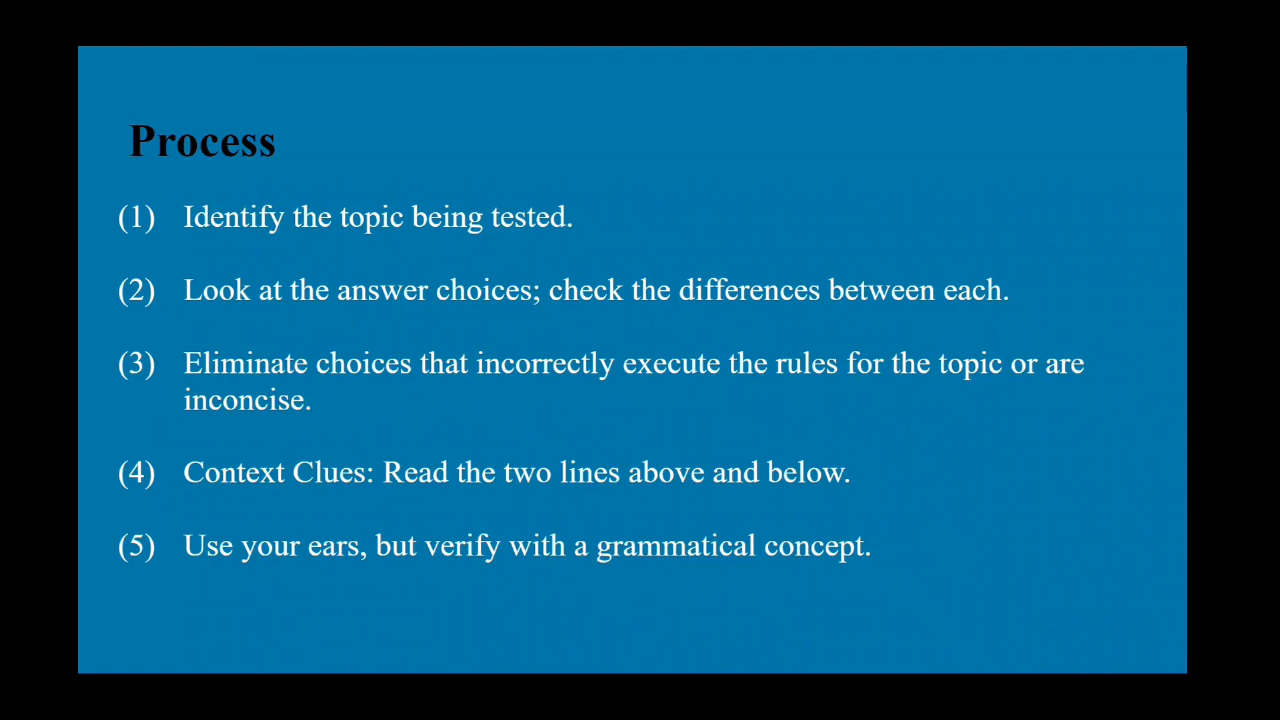 Process
(1) Identify the topic being tested.
(2) Look at the answer choices; check the differences between each.
(3) Eliminate choices that incorrectly execute the rules for the topic or are
inconcise.
(4) Context Clues: Read the two lines above and below.
(5) Use your ears, but verify with a grammatical concept.